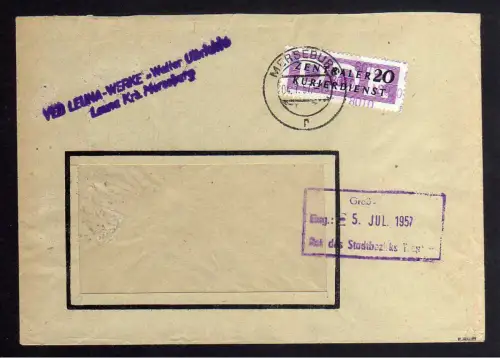 VEB LEUNA-WERKE „Walter Ulbricht“
Leuna Krs. Merseburg
MERSEBURG
ZENTRALER 20
KURIERDIENST
Groß-
Eing.: 5. JUL. 1957
Rat des Stadtbezirks